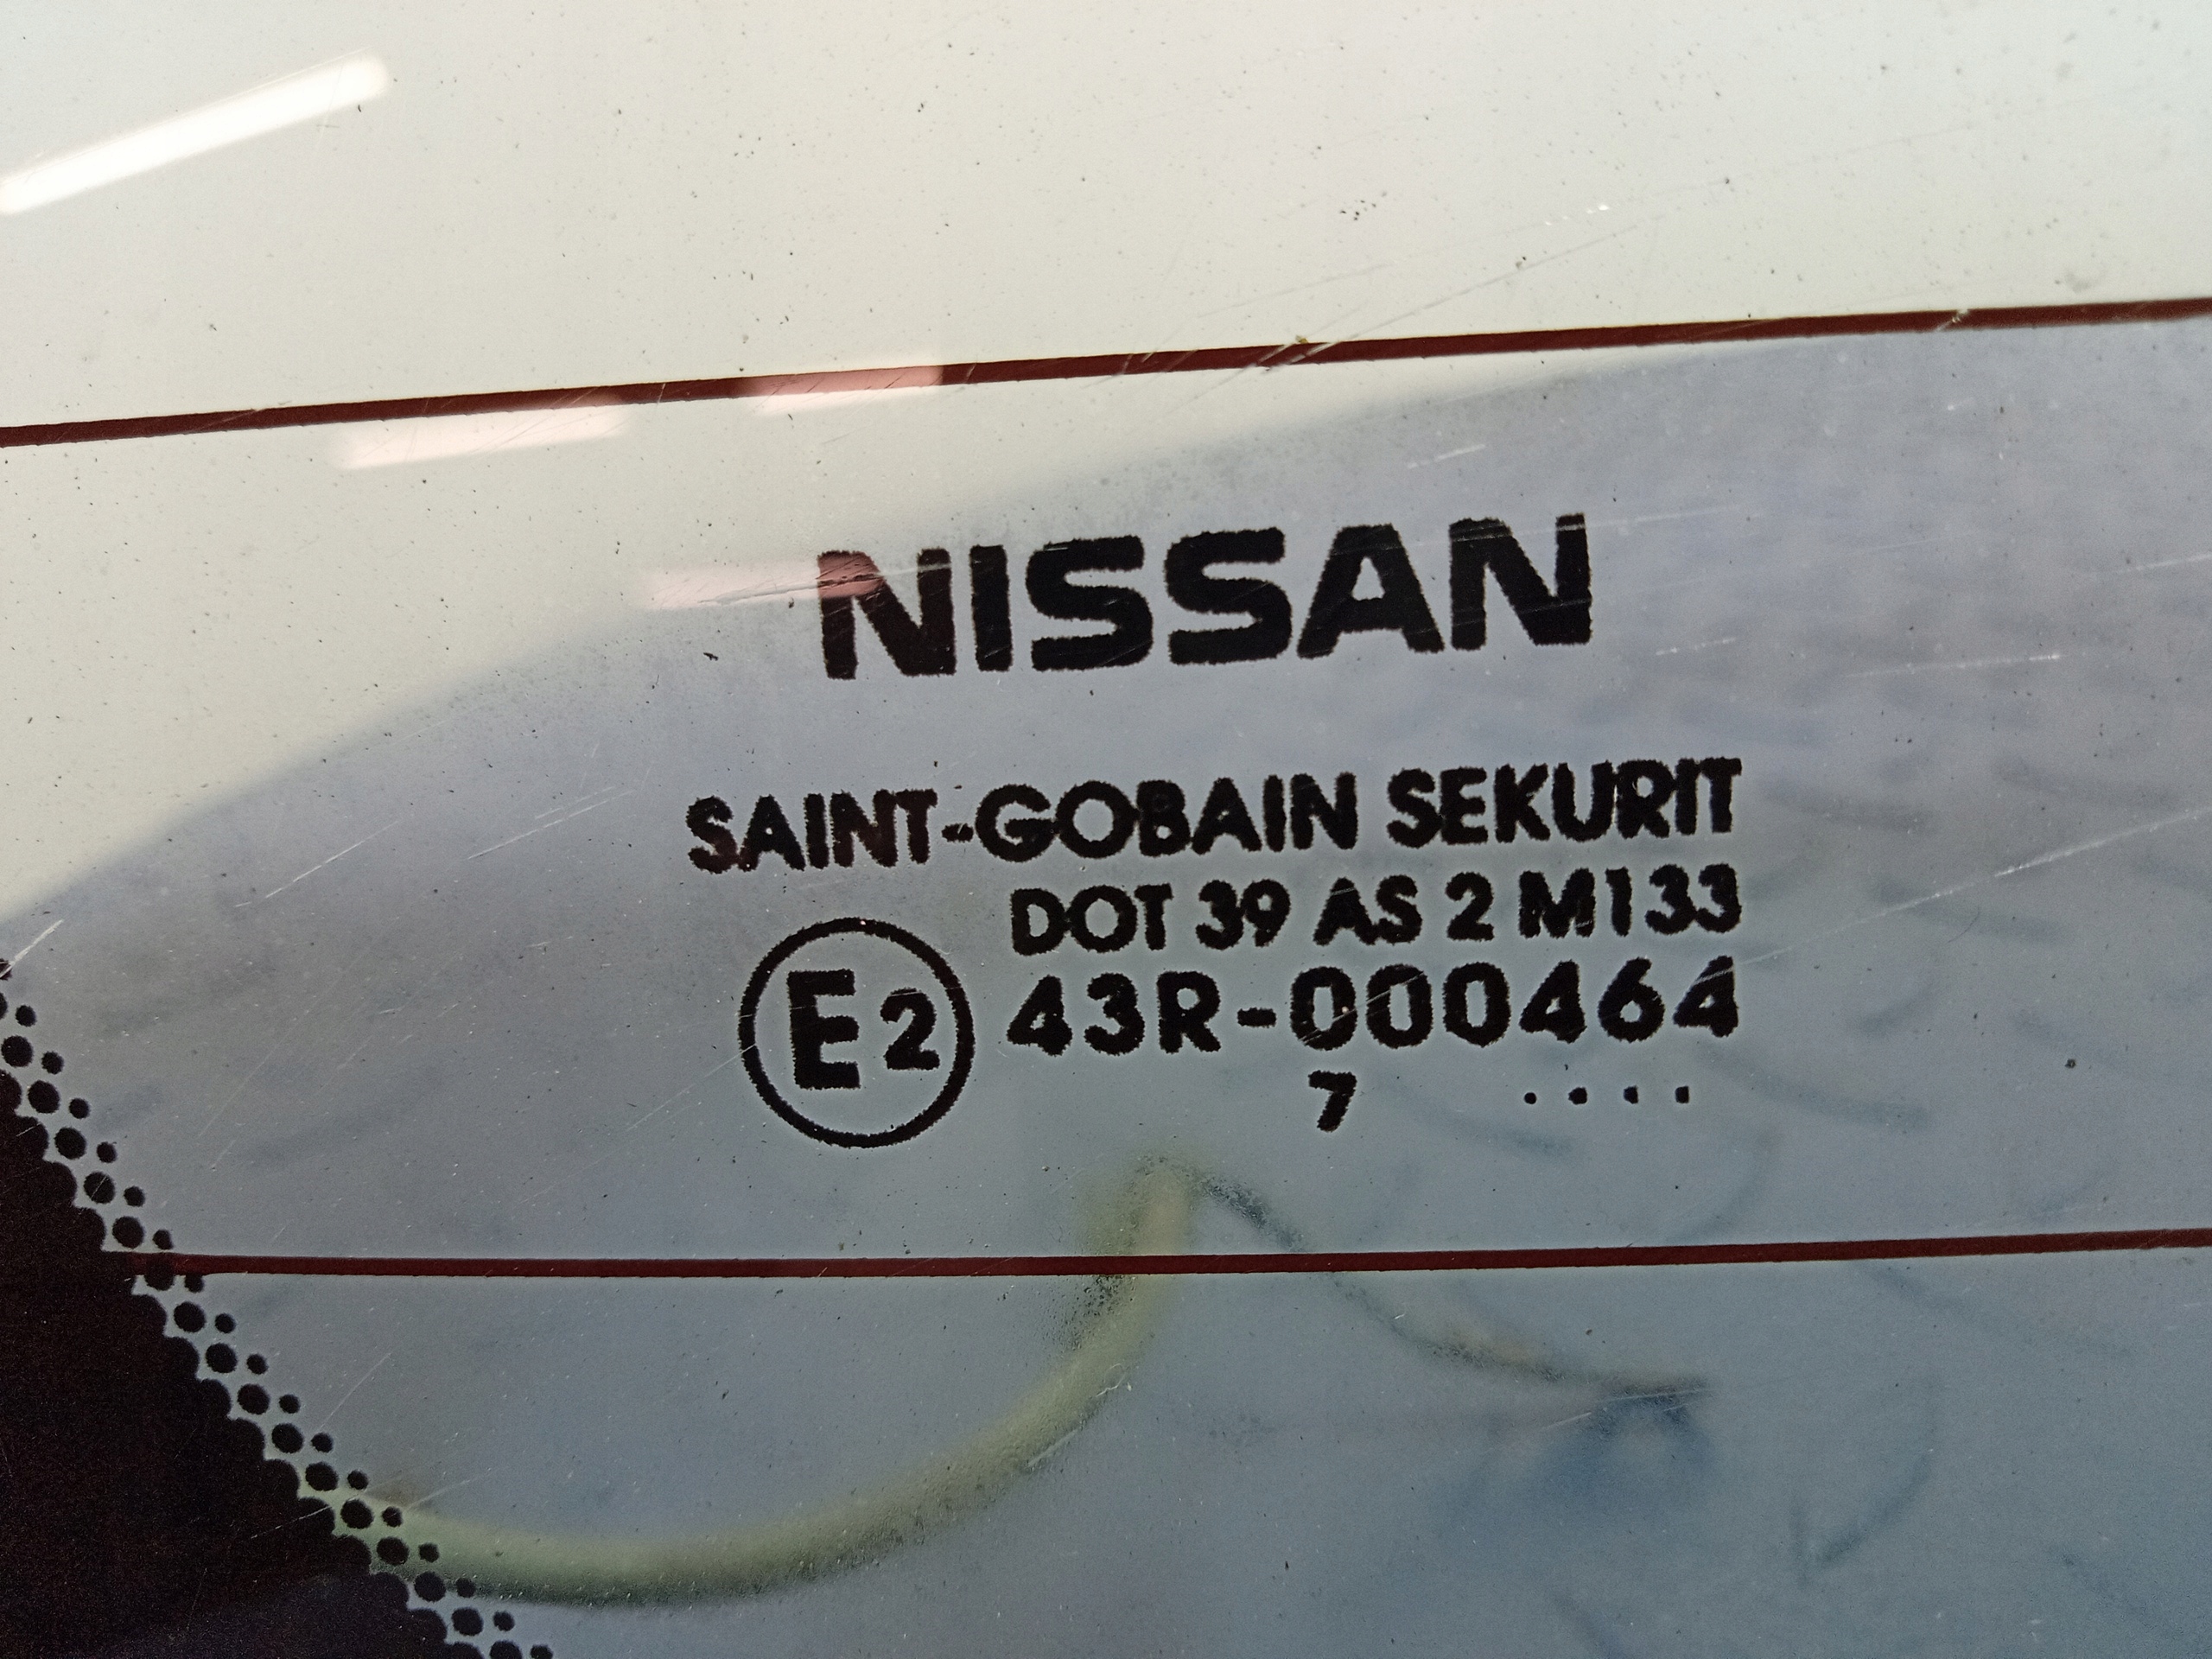 NISSAN
SAINT-GOBAIN SEKURIT
DOT 39 AS 2 M133
E2 43R-000464
7 ....